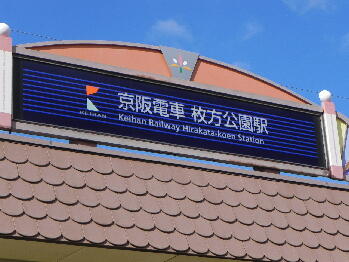 京阪電車 枚方公園駅
KEIHAN
Keihan Railway Hirakata-koen Station